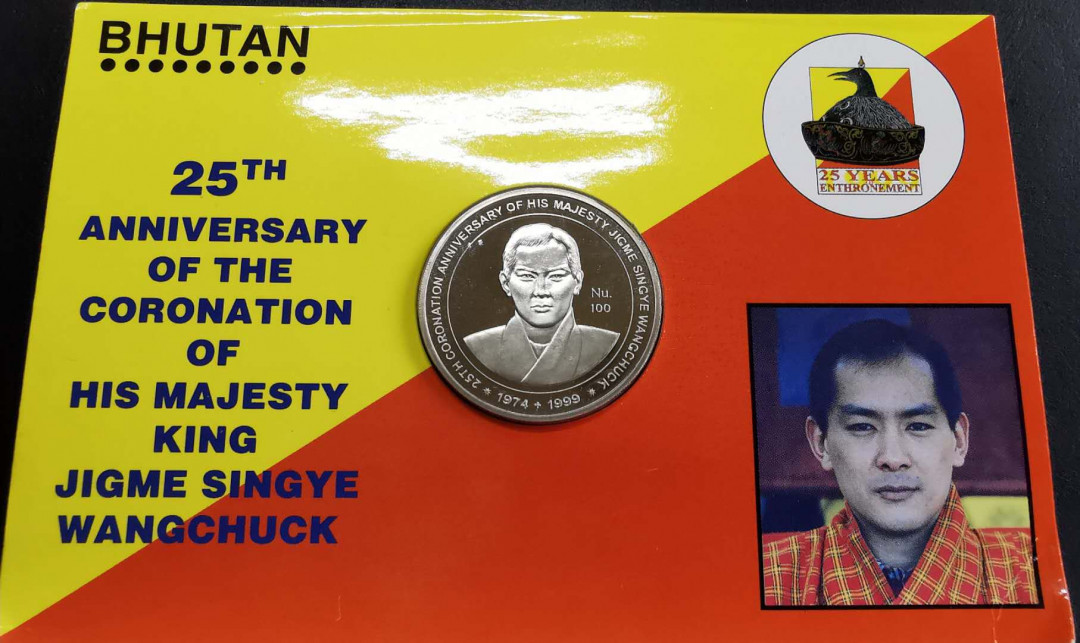 BHUTAN
25TH
ANNIVERSARY
OF THE
CORONATION
OF
HIS MAJESTY
KING
JIGME SINGYE
WANGCHUCK
25TH CORONATION ANNIVERSARY OF HIS MAJESTY JIGME SINGYE WANGCHUCK
Nu.
100
1974 1999
25 YEARS
ENTHRONEMENT